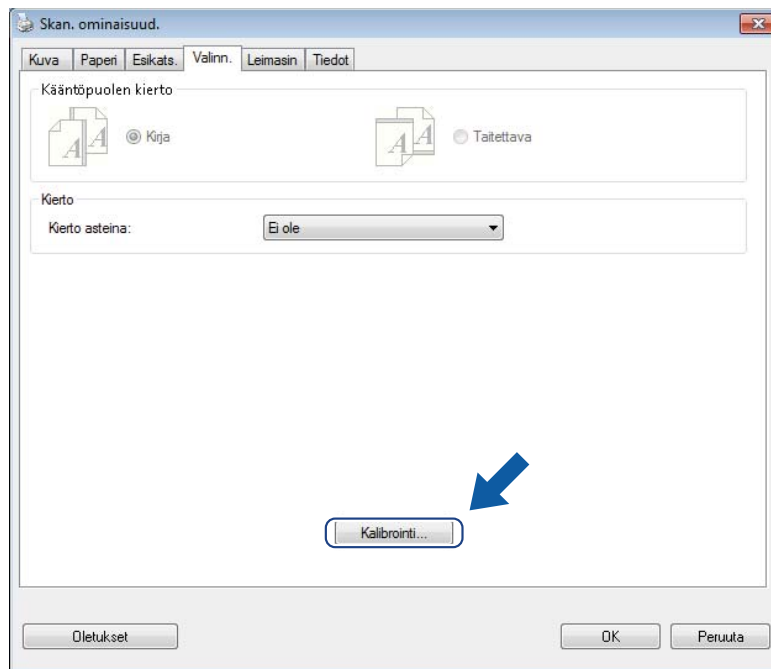 Skan. ominaisuud.
Kuva Paperi Esikats. Valinn. Leimasin Tiedot
Kääntöpuolen kierto
A A Kirja A A Taitettava
Kierto
Kierto asteina: Ei ole
Kalibrointi...
Oletukset OK Peruuta